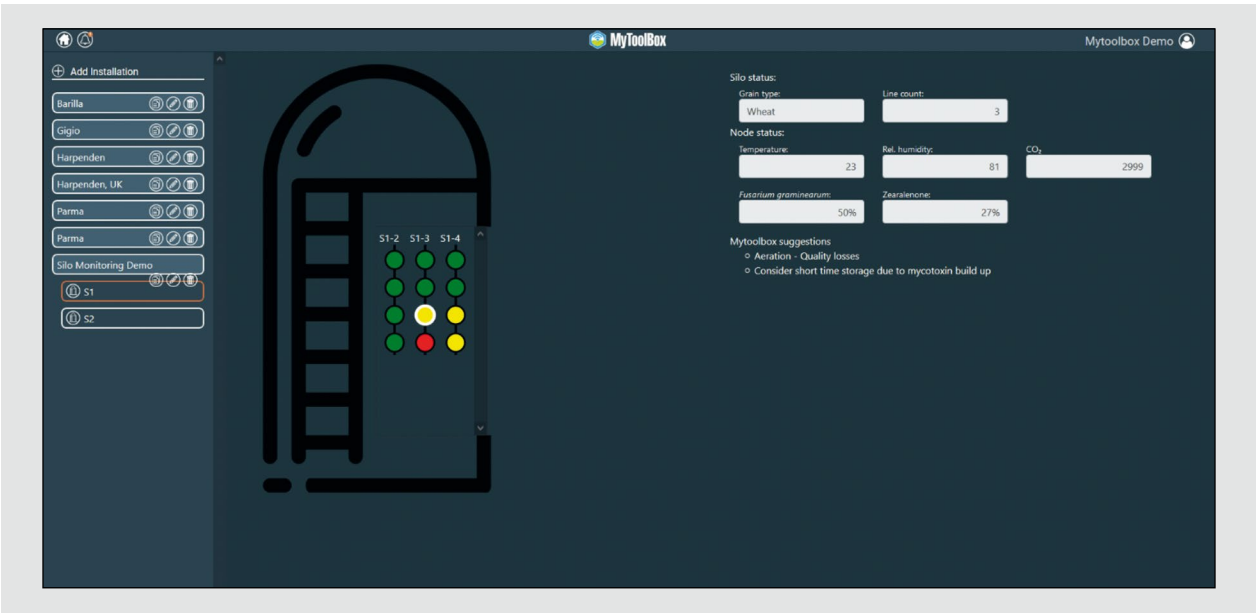 MyToolBox
Mytoolbox Demo
Add Installation
Barilla
Gigio
Harpenden
Harpenden, UK
Parma
Parma
Silo Monitoring Demo
S1
S2
S1-2 S1-3 S1-4
Silo status:
Grain type: Line count:
Wheat 3
Node status:
Temperature: Rel. humidity: CO₂
23 81 2999
Fusarium graminearum: Zearalenone:
50% 27%
Mytoolbox suggestions
Aeration - Quality losses
Consider short time storage due to mycotoxin build up